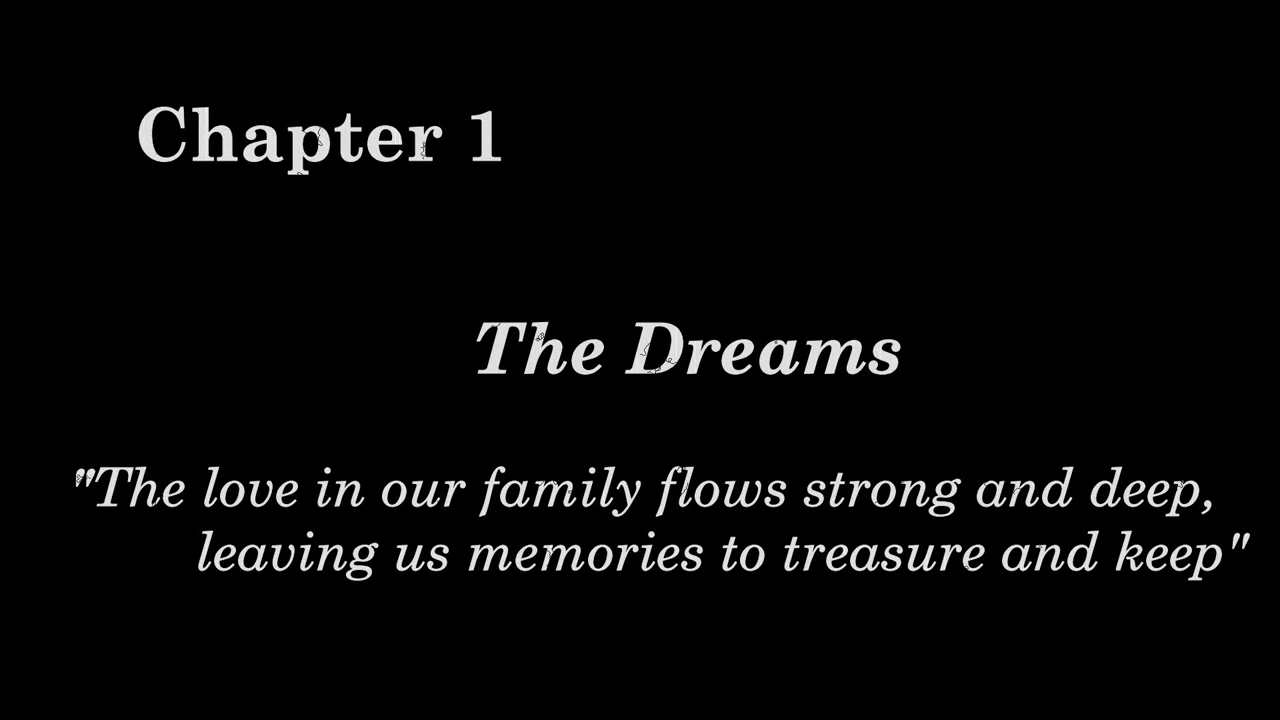 Chapter 1
The Dreams
"The love in our family flows strong and deep,
leaving us memories to treasure and keep"